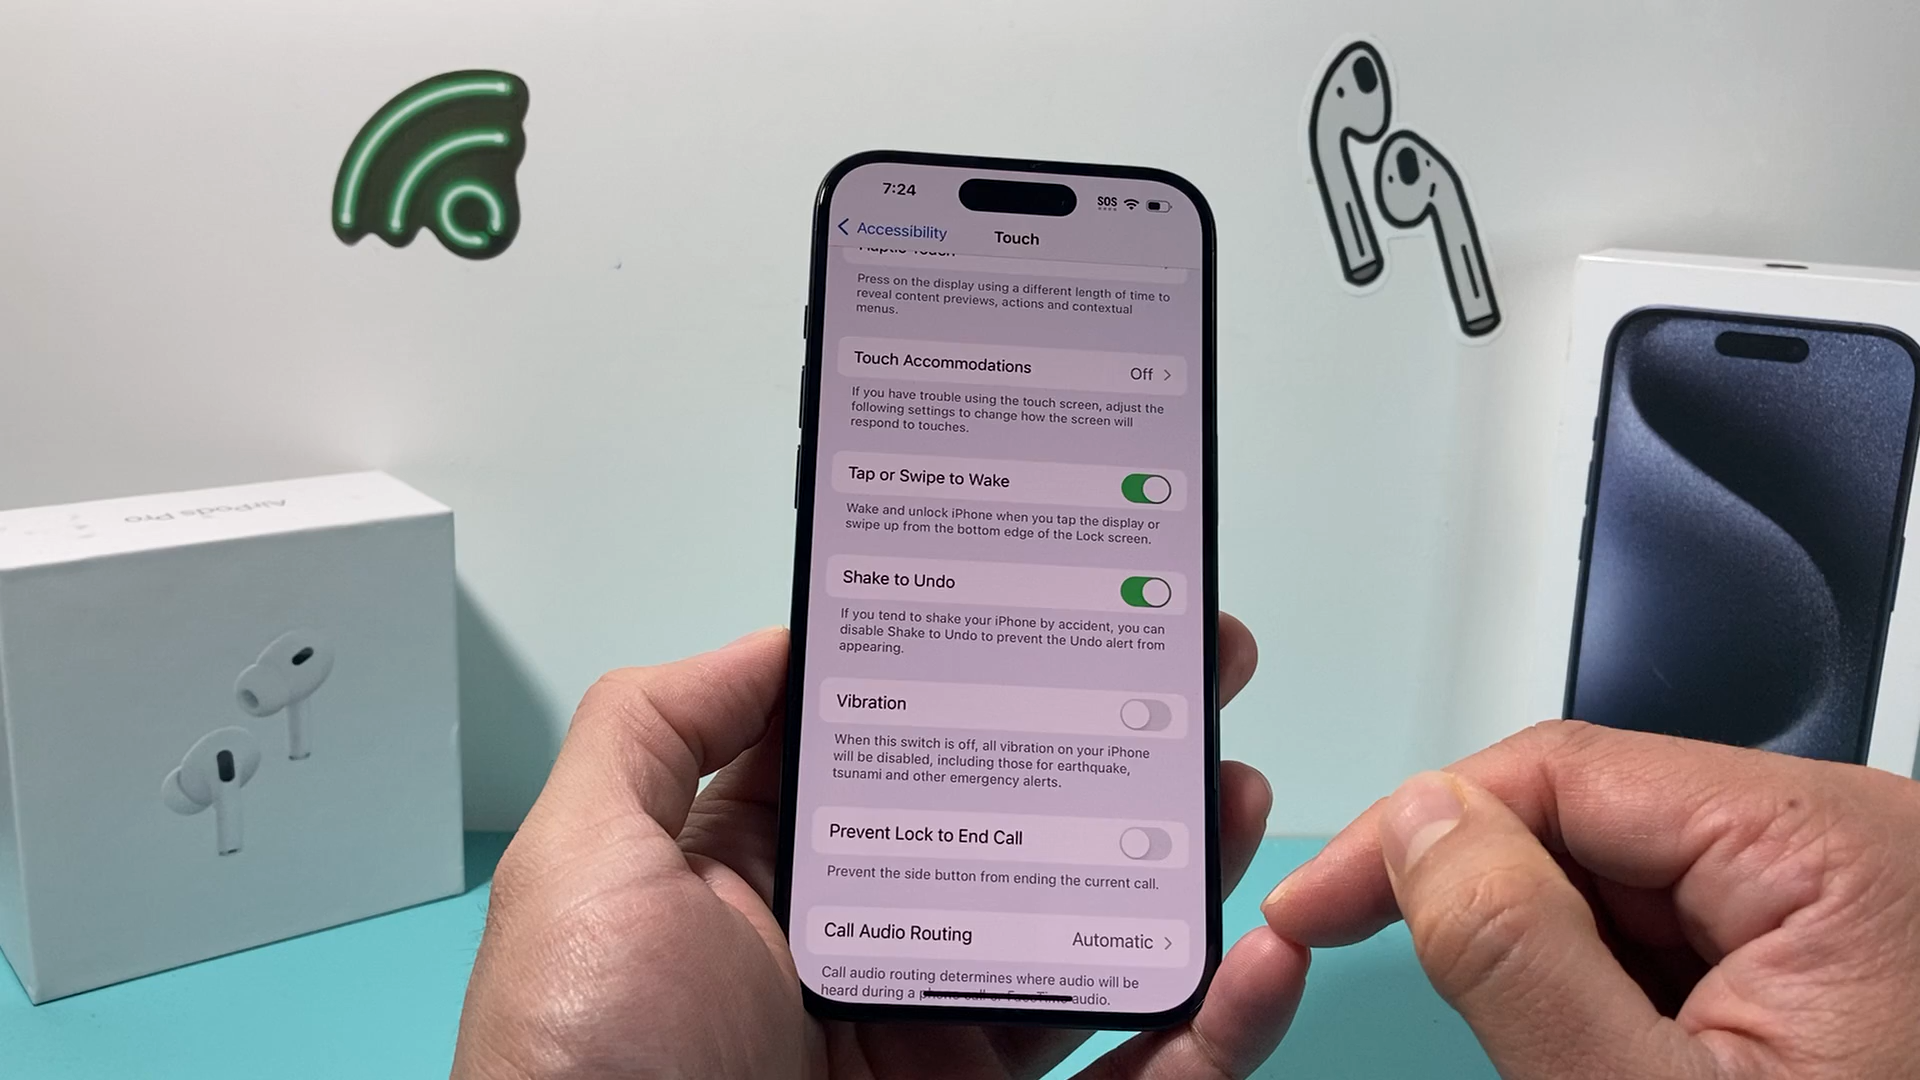 7:24
SOS
Accessibility
Touch
Haptic Touch
Press on the display using a different length of time to
reveal content previews, actions and contextual
menus.
Touch Accommodations
Off
If you have trouble using the touch screen, adjust the
following settings to change how the screen will
respond to touches.
Tap or Swipe to Wake
Wake and unlock iPhone when you tap the display or
swipe up from the bottom edge of the Lock screen.
Shake to Undo
If you tend to shake your iPhone by accident, you can
disable Shake to Undo to prevent the Undo alert from
appearing.
Vibration
When this switch is off, all vibration on your iPhone
will be disabled, including those for earthquake,
tsunami and other emergency alerts.
Prevent Lock to End Call
Prevent the side button from ending the current call.
Call Audio Routing
Automatic
Call audio routing determines where audio will be
heard during a phone call or FaceTime audio.
AirPods Pro